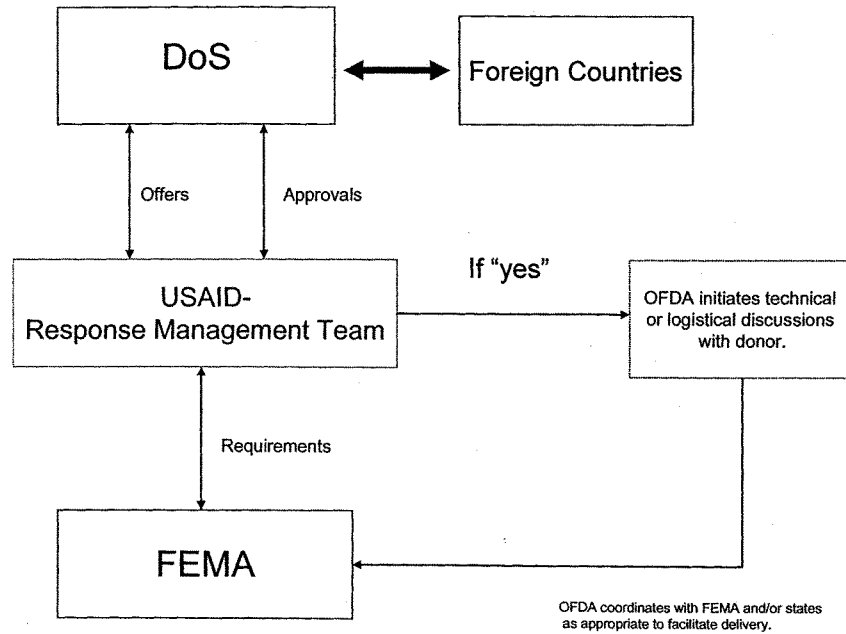 DoS
Foreign Countries
Offers
Approvals
If “yes”
USAID-
Response Management Team
OFDA initiates technical
or logistical discussions
with donor.
Requirements
FEMA
OFDA coordinates with FEMA and/or states
as appropriate to facilitate delivery.